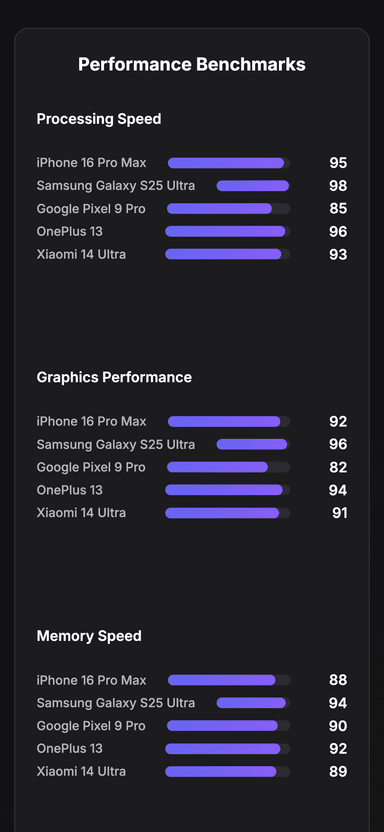 Performance Benchmarks
Processing Speed
iPhone 16 Pro Max 95
Samsung Galaxy S25 Ultra 98
Google Pixel 9 Pro 85
OnePlus 13 96
Xiaomi 14 Ultra 93
Graphics Performance
iPhone 16 Pro Max 92
Samsung Galaxy S25 Ultra 96
Google Pixel 9 Pro 82
OnePlus 13 94
Xiaomi 14 Ultra 91
Memory Speed
iPhone 16 Pro Max 88
Samsung Galaxy S25 Ultra 94
Google Pixel 9 Pro 90
OnePlus 13 92
Xiaomi 14 Ultra 89